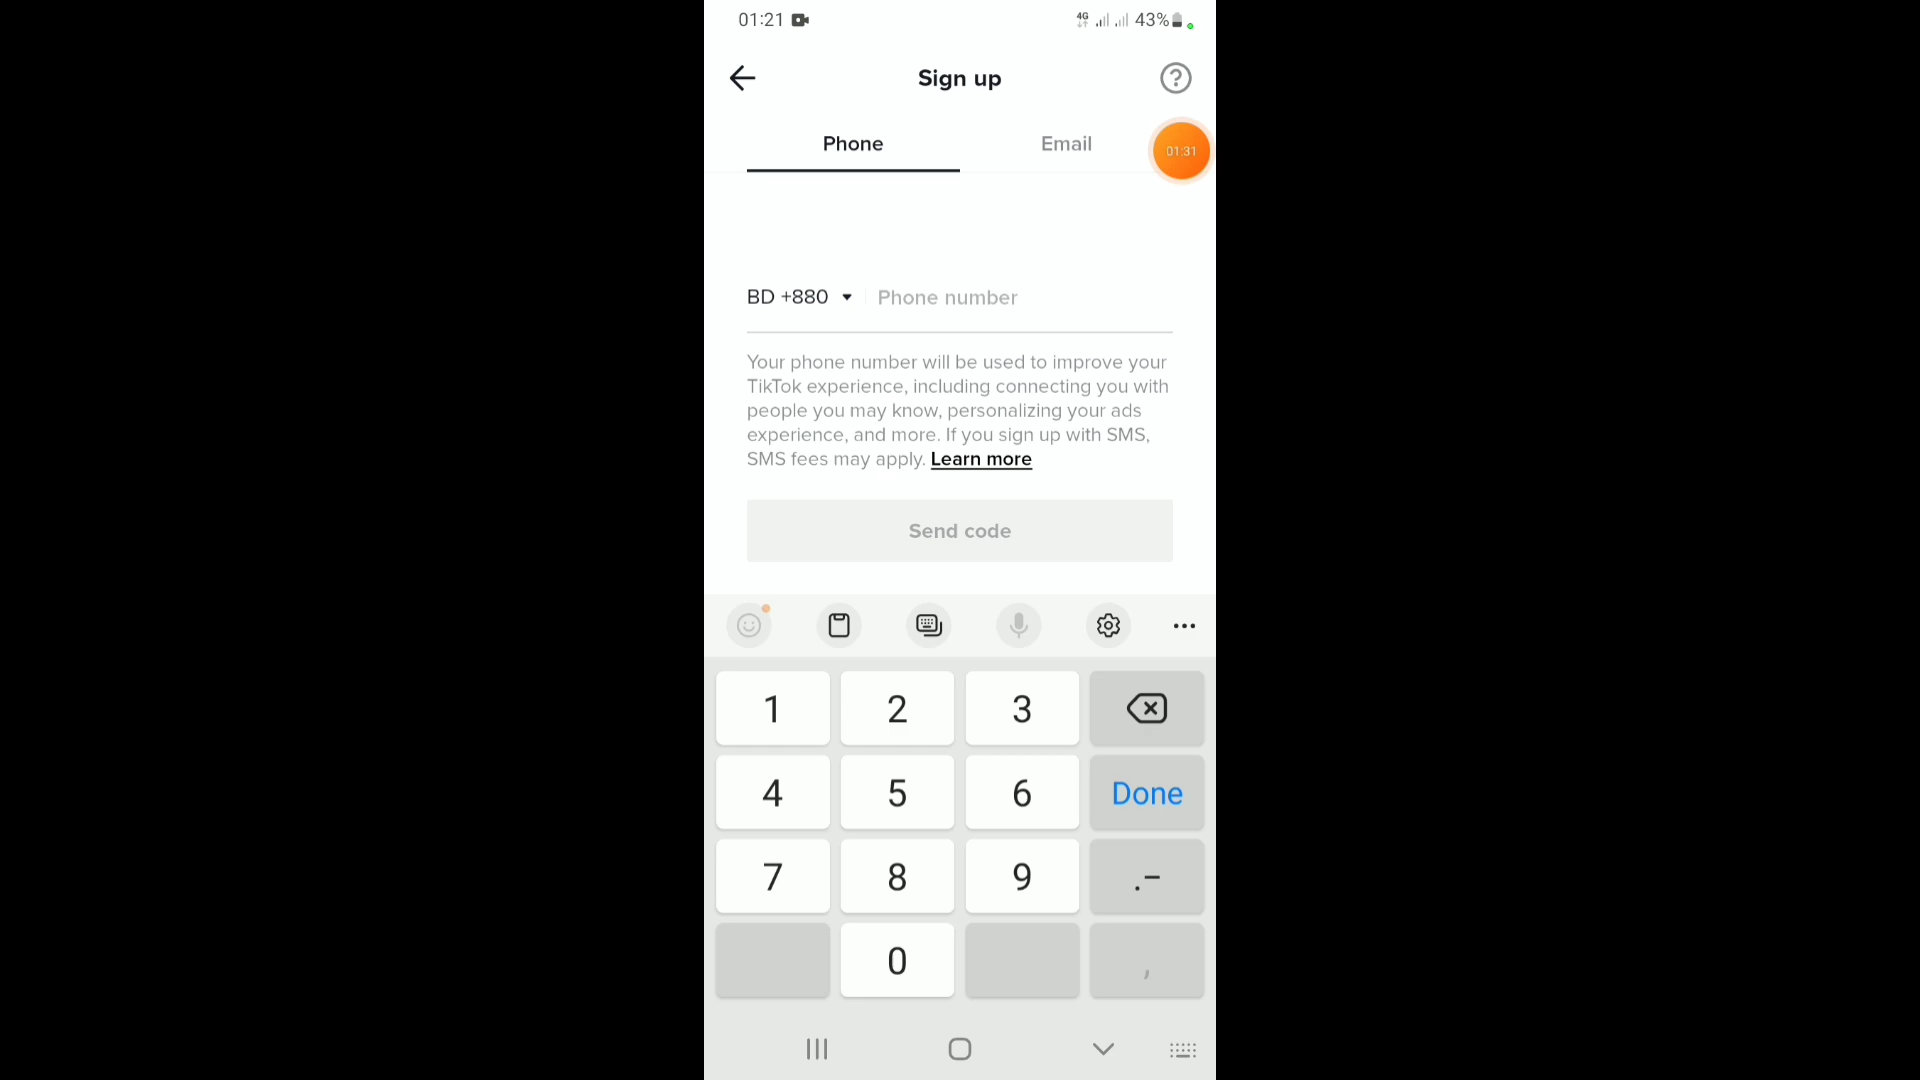 01:21 4G 43%
Sign up
Phone Email 01:31
BD +880 Phone number
Your phone number will be used to improve your
TikTok experience, including connecting you with
people you may know, personalizing your ads
experience, and more. If you sign up with SMS,
SMS fees may apply. Learn more
Send code
1 2 3
4 5 6 Done
7 8 9 .-
0 ,